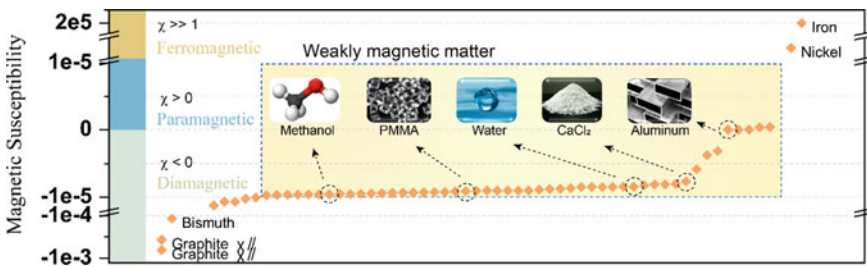 Magnetic Susceptibility
2e5
1e-5
0
-1e-5
-1e-4
-1e-3
χ >> 1
Ferromagnetic
χ > 0
Paramagnetic
χ < 0
Diamagnetic
Weakly magnetic matter
Methanol
PMMA
Water
CaCl₂
Aluminum
Iron
Nickel
Bismuth
Graphite χ //
Graphite χ //